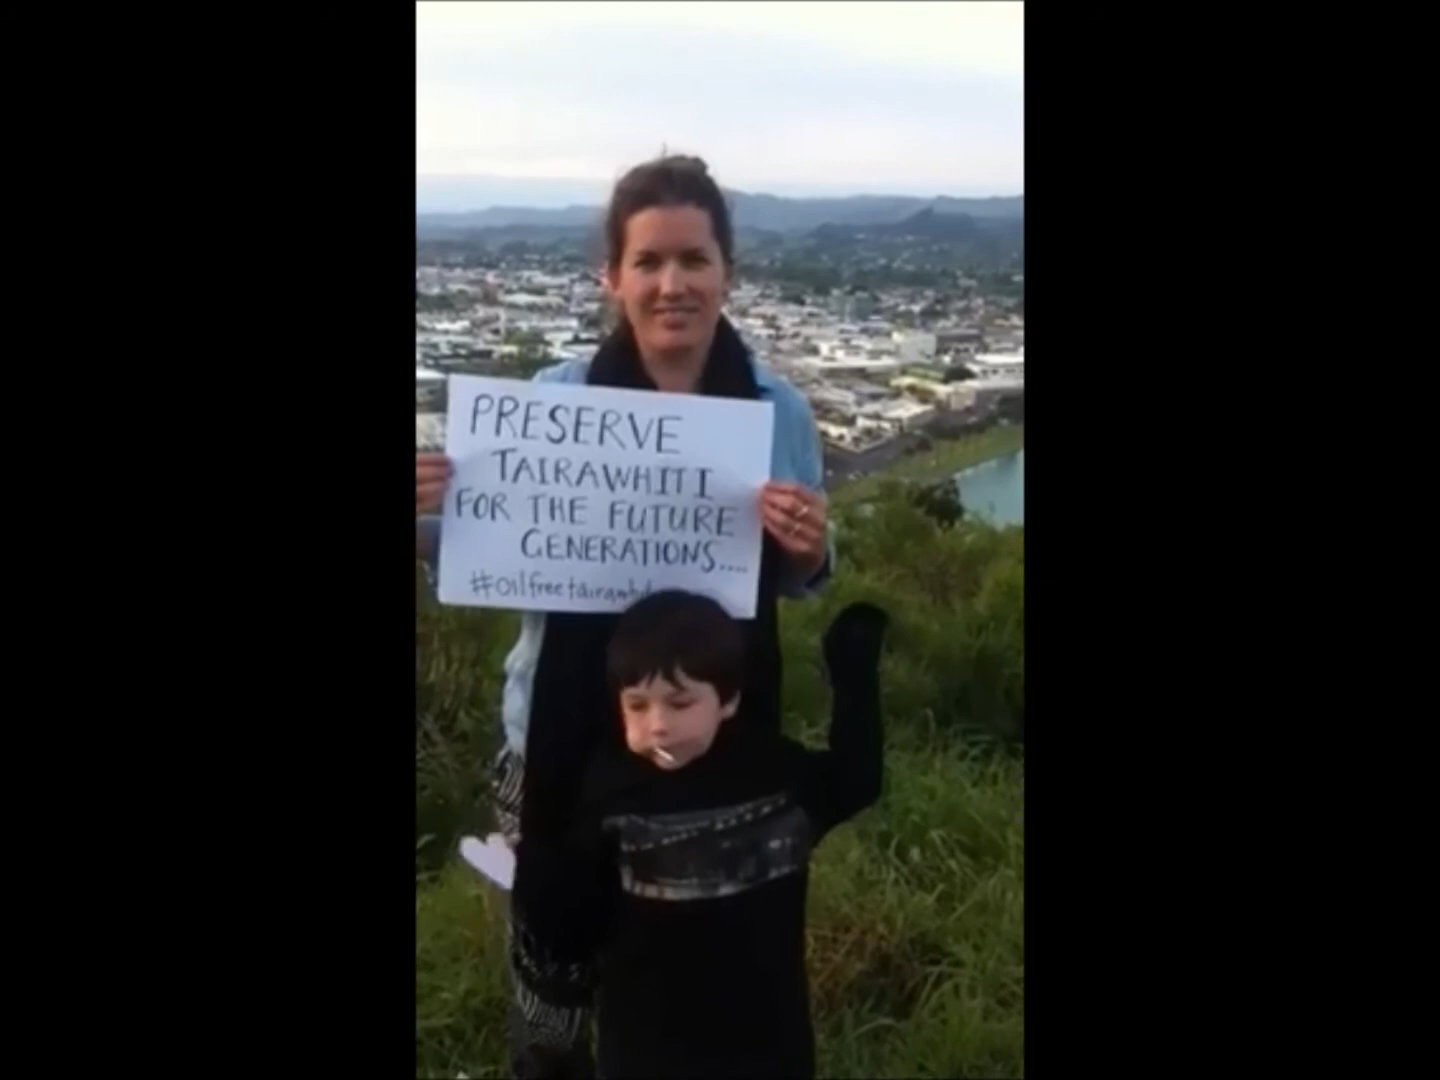 PRESERVE
TAIRAWHITI
FOR THE FUTURE
GENERATIONS....